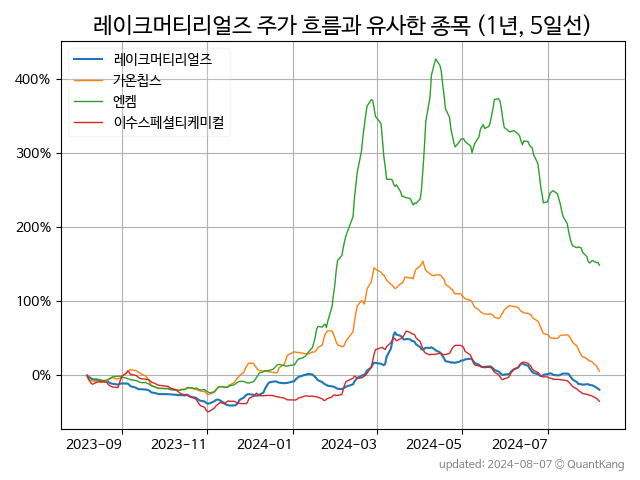 레이크머티리얼즈 주가 흐름과 유사한 종목 (1년, 5일선)
레이크머티리얼즈
가온칩스
엔켐
이수스페셜티케미컬
400%
300%
200%
100%
0%
2023-09 2023-11 2024-01 2024-03 2024-05 2024-07
updated: 2024-08-07 © QuantKang